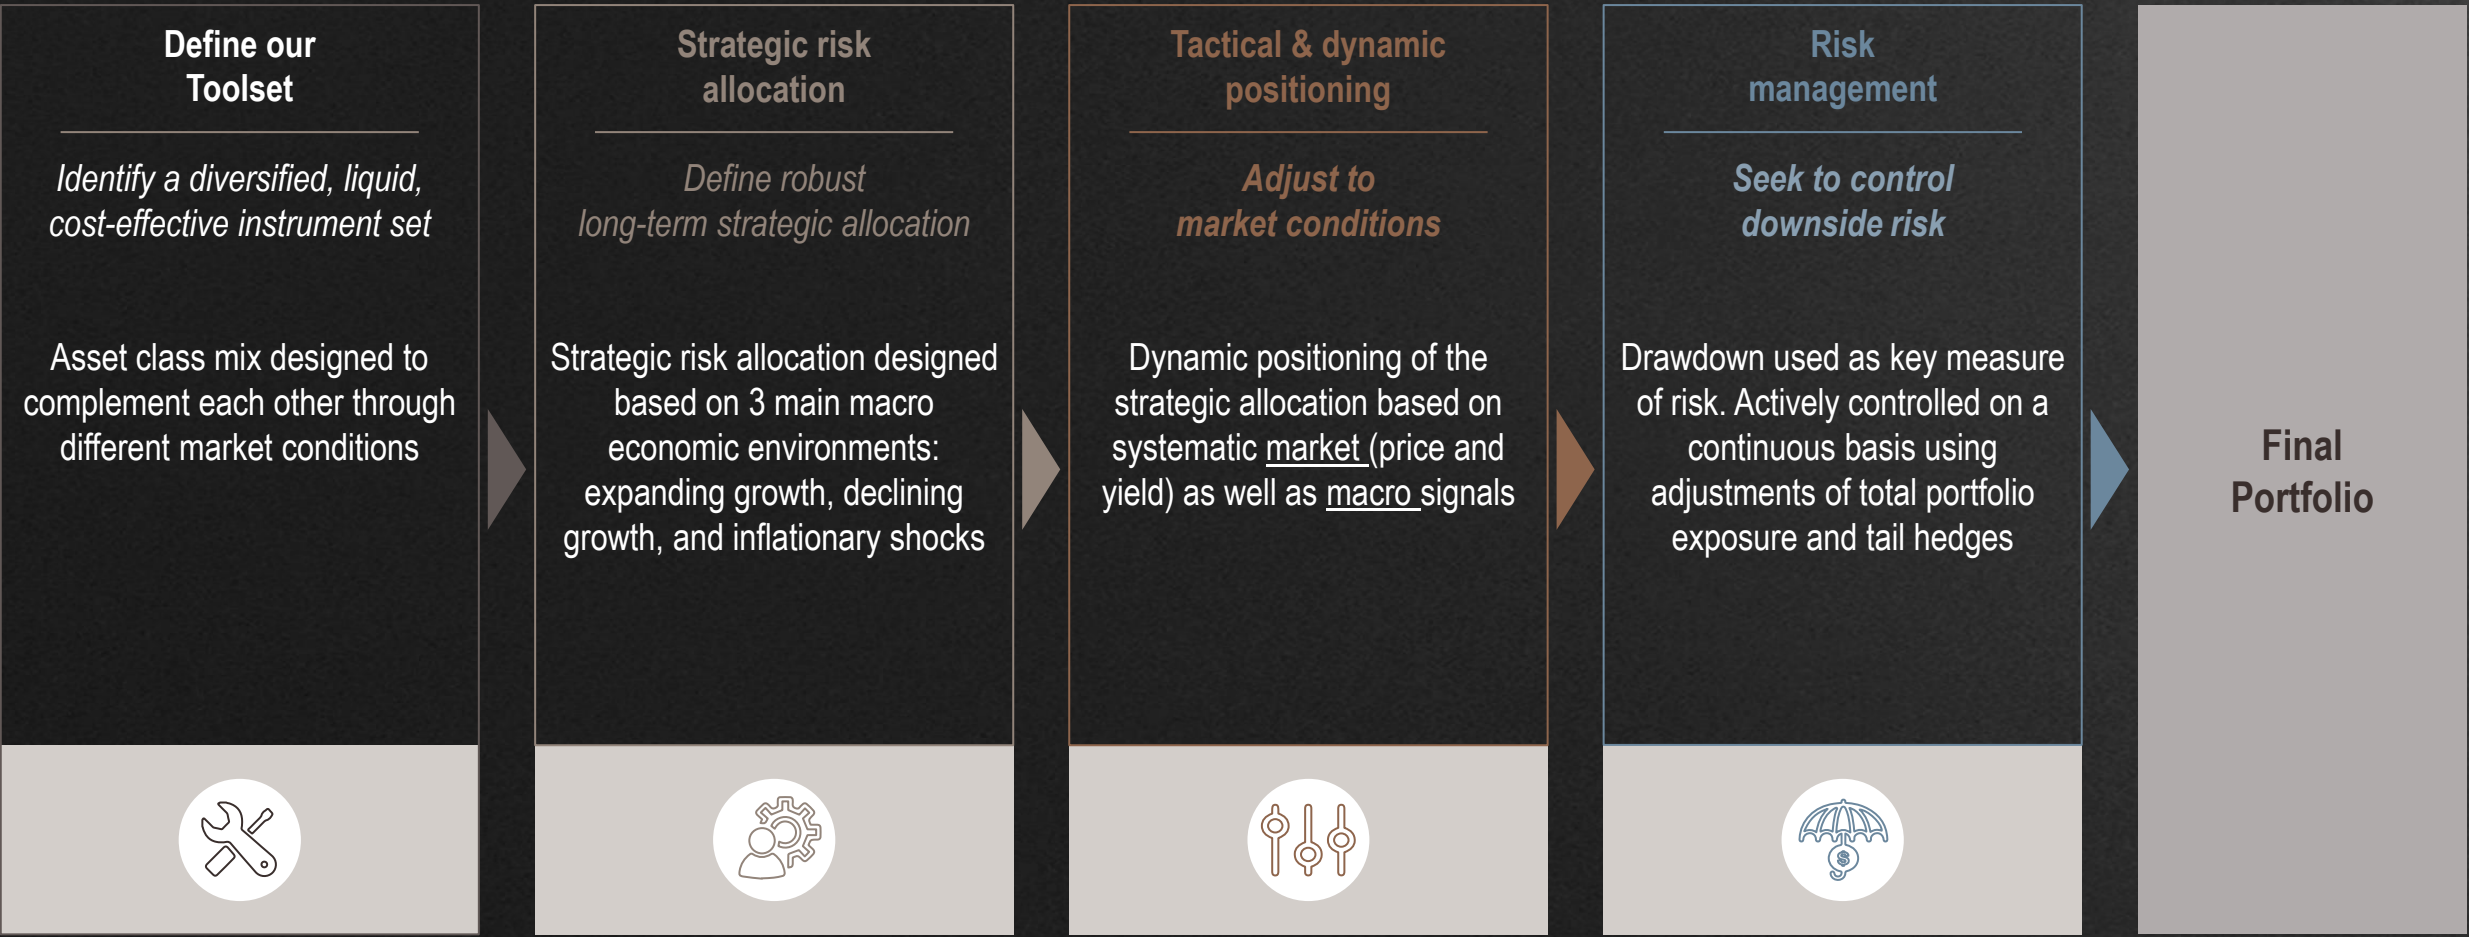 Define our
Toolset
Identify a diversified, liquid,
cost-effective instrument set
Asset class mix designed to
complement each other through
different market conditions
Strategic risk
allocation
Define robust
long-term strategic allocation
Strategic risk allocation designed
based on 3 main macro
economic environments:
expanding growth, declining
growth, and inflationary shocks
Tactical & dynamic
positioning
Adjust to
market conditions
Dynamic positioning of the
strategic allocation based on
systematic market (price and
yield) as well as macro signals
Risk
management
Seek to control
downside risk
Drawdown used as key measure
of risk. Actively controlled on a
continuous basis using
adjustments of total portfolio
exposure and tail hedges
$
Final
Portfolio